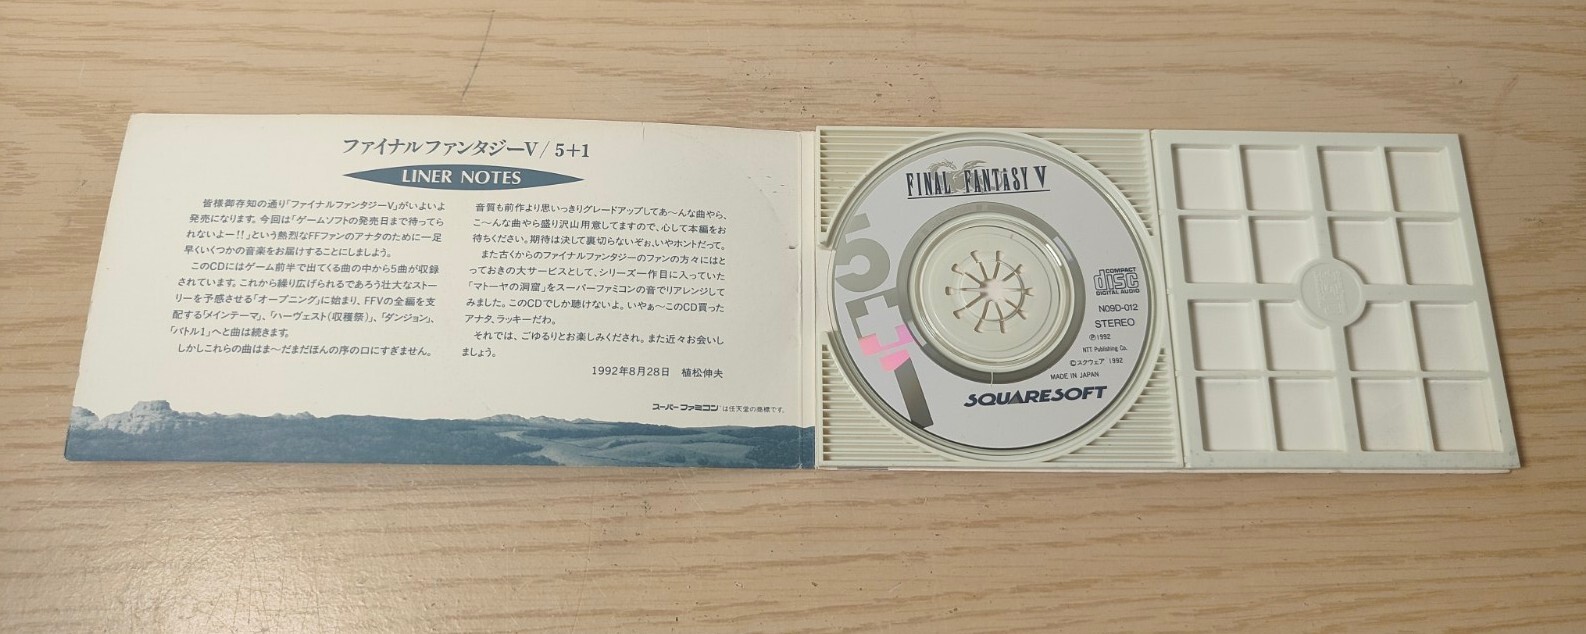 ファイナルファンタジーV/5+1
LINER NOTES
皆様御存知の通り「ファイナルファンタジーV」がいよいよ
発売になります。今回は「ゲームソフトの発売日まで待ってら
れないよー!!」という熱烈なFFファンのアナタのために一足
早くいくつかの音楽をお届けすることにしましょう。
このCDにはゲーム前半で出てくる曲の中から5曲が収録
されています。これから繰り広げられるであろう壮大なストー
リーを予感させる「オープニング」に始まり、FFVの全編を支
配する「メインテーマ」、「ハーヴェスト(収穫祭)」、「ダンジョン」、
「バトル1」へと曲は続きます。
しかしこれらの曲はま〜だまだほんの序の口にすぎません。
音質も前作より思いっきりグレードアップしてあ〜んな曲やら、
こ〜んな曲やら盛り沢山用意してますので、心して本編をお
待ちください。期待は決して裏切らないぞぉ、いやホントだって。
また古くからのファイナルファンタジーのファンの方々にはと
っておきの大サービスとして、シリーズ一作目に入っていた
「マトーヤの洞窟」をスーパーファミコンの音でリアレンジして
みました。このCDでしか聴けないよ。いやぁ〜このCD買った
アナタ、ラッキーだわ。
それでは、ごゆるりとお楽しみくだされ。また近々お会いし
ましょう。
1992年8月28日 植松伸夫
スーパーファミコンは任天堂の商標です。
FINAL FANTASY V
5+1
COMPACT
disc
DIGITAL AUDIO
N09D-012
STEREO
Ⓟ1992
NTT Publishing Co.
©スクウェア 1992
MADE IN JAPAN
SQUARESOFT